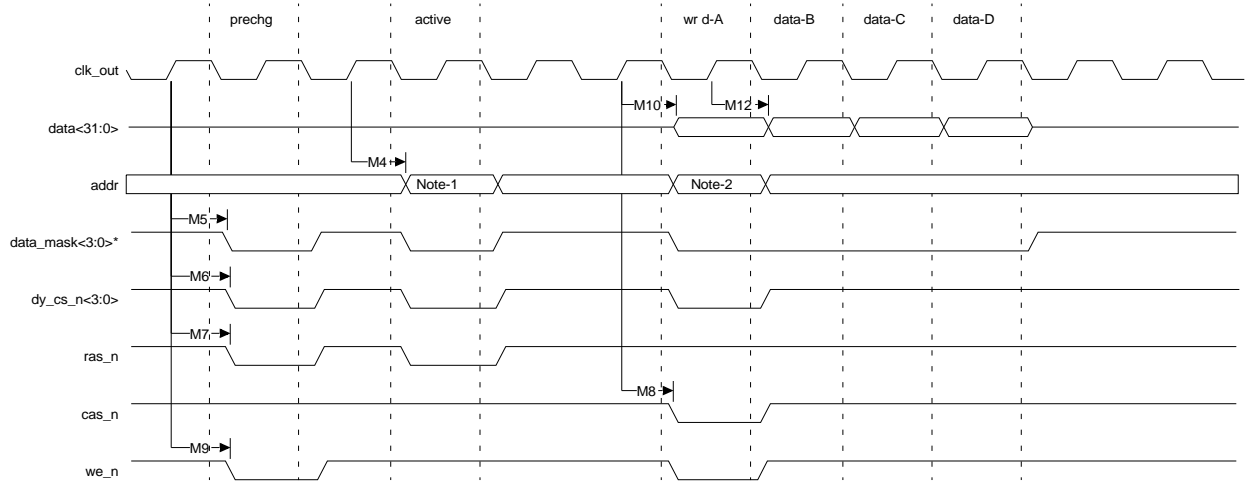 prechg active wr d-A data-B data-C data-D
clk_out
M10 M12
data<31:0>
M4
addr Note-1 Note-2
M5
data_mask<3:0>*
M6
dy_cs_n<3:0>
M7
ras_n
M8
cas_n
M9
we_n